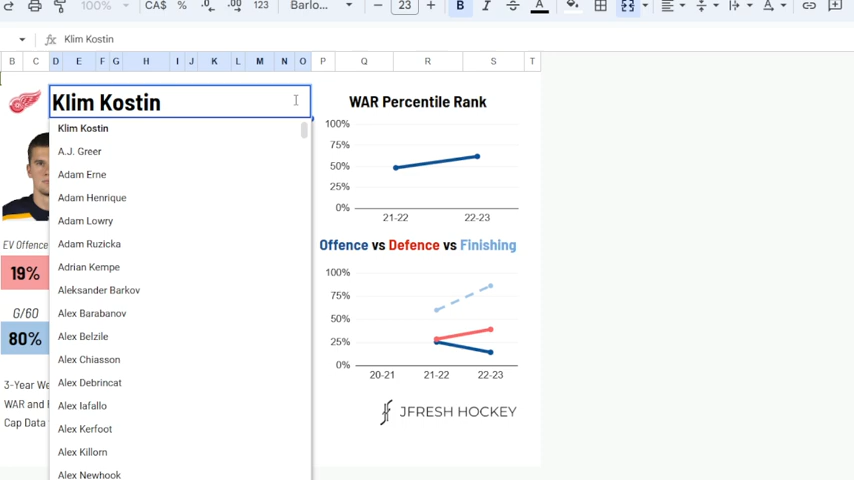 100% CA$ % .0 .00 123 Barlo... − 23 + B I A
fx Klim Kostin
B C D E F G H I J K L M N O P Q R S T
Klim Kostin
Klim Kostin
A.J. Greer
Adam Erne
Adam Henrique
Adam Lowry
Adam Ruzicka
Adrian Kempe
Aleksander Barkov
Alex Barabanov
Alex Belzile
Alex Chiasson
Alex Debrincat
Alex Iafallo
Alex Kerfoot
Alex Killorn
Alex Newhook
EV Offence
19%
G/60
80%
3-Year We
WAR and
Cap Data
WAR Percentile Rank
100%
75%
50%
25%
0%
21-22 22-23
Offence vs Defence vs Finishing
100%
75%
50%
25%
0%
20-21 21-22 22-23
JFRESH HOCKEY